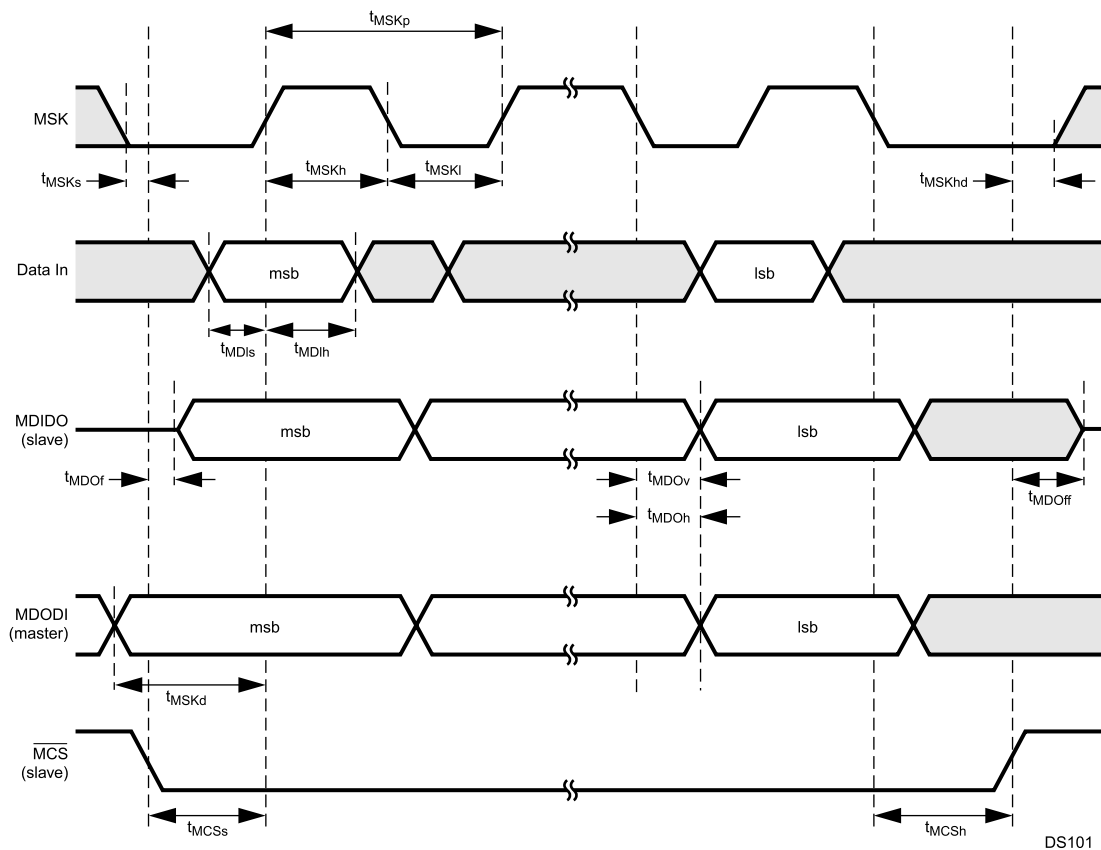 tMSKp
MSK
tMSKs
tMSKh
tMSKl
tMSKhd
Data In
msb
lsb
tMDIs
tMDIh
MDIDO
(slave)
msb
lsb
tMDOf
tMDOv
tMDOff
tMDOh
MDODI
(master)
msb
lsb
tMSKd
MCS
(slave)
tMCSs
tMCSh
DS101